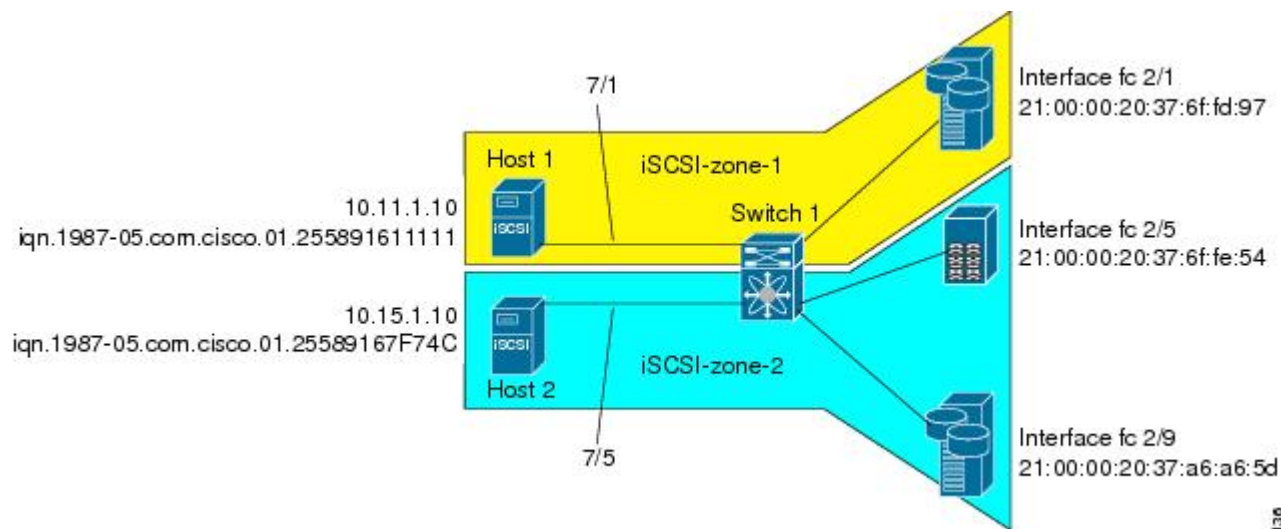 7/1
Interface fc 2/1
21:00:00:20:37:6f:fd:97
Host 1
iSCSI-zone-1
10.11.1.10
iqn.1987-05.com.cisco.01.255891611111
iSCSI
Switch 1
Interface fc 2/5
21:00:00:20:37:6f:fe:54
10.15.1.10
iqn.1987-05.com.cisco.01.25589167F74C
iSCSI
iSCSI-zone-2
Host 2
7/5
Interface fc 2/9
21:00:00:20:37:a6:a6:5d